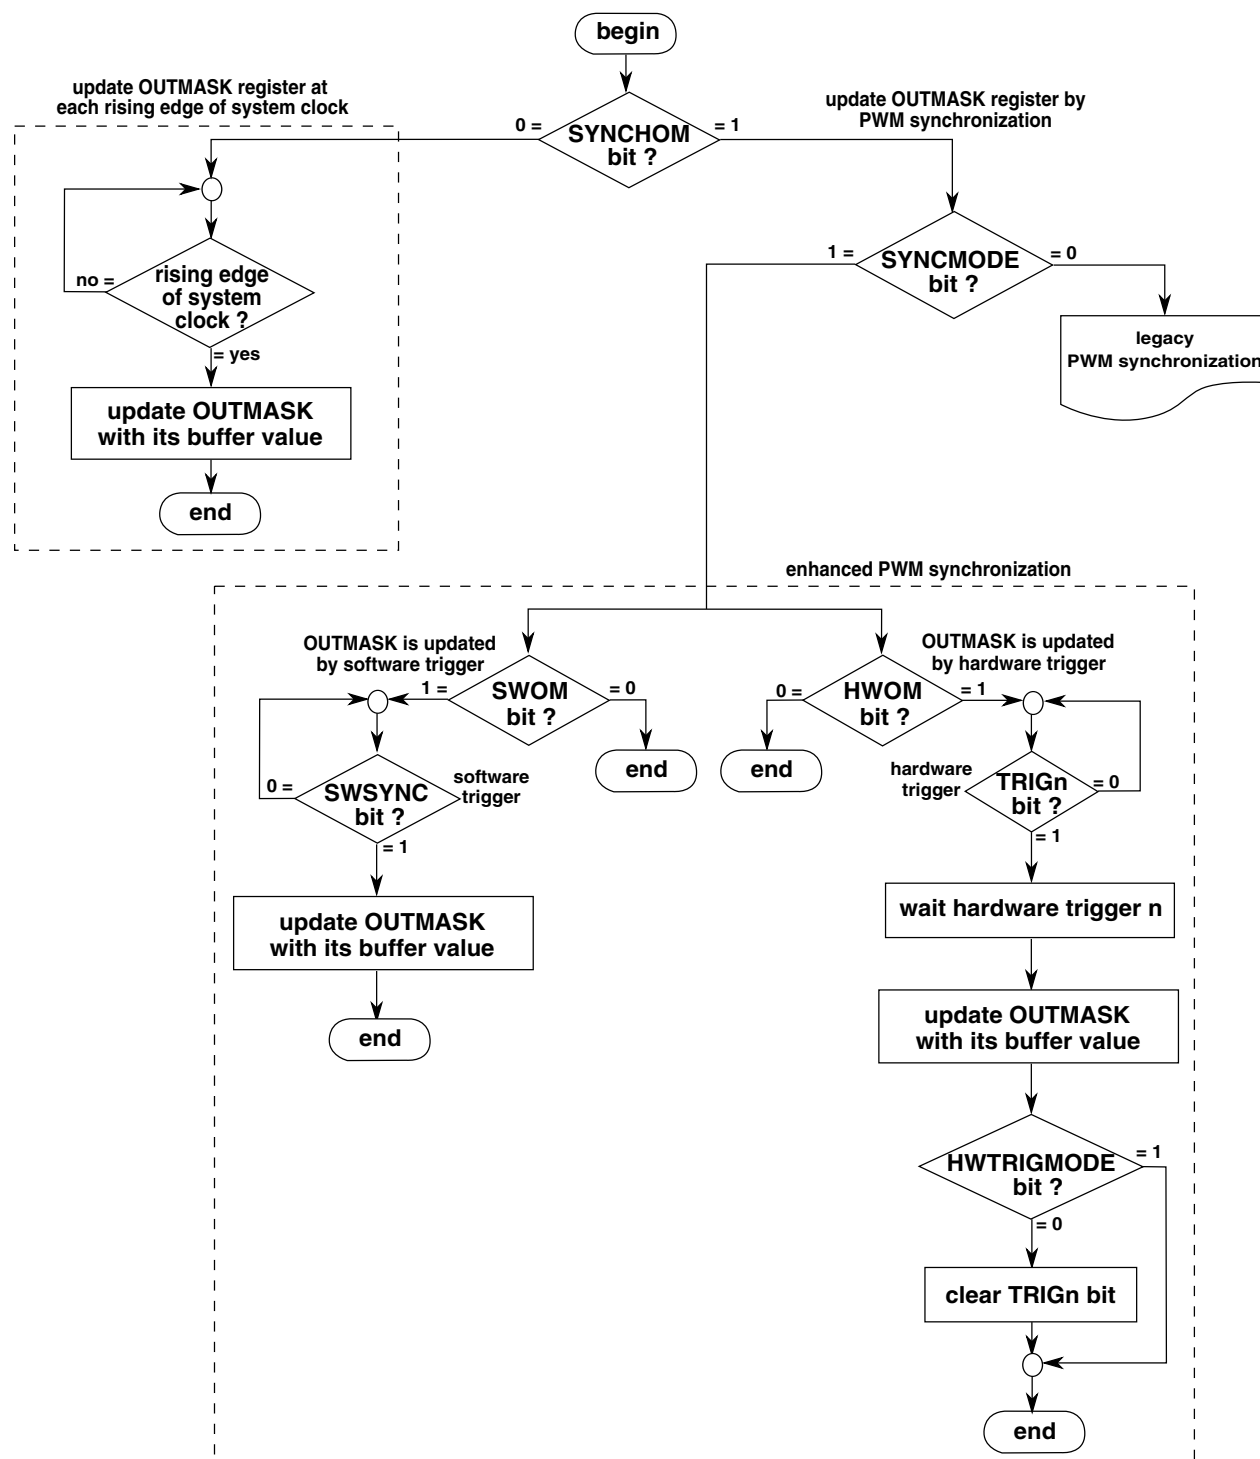 begin
update OUTMASK register at
each rising edge of system clock
update OUTMASK register by
PWM synchronization
0 =
SYNCHOM
bit ?
= 1
rising edge
of system
clock ?
no =
= yes
update OUTMASK
with its buffer value
end
1 =
SYNCMODE
bit ?
= 0
legacy
PWM synchronization
enhanced PWM synchronization
OUTMASK is updated
by software trigger
1 =
SWOM
bit ?
= 0
end
0 =
SWSYNC
bit ?
software
trigger
= 1
update OUTMASK
with its buffer value
end
OUTMASK is updated
by hardware trigger
0 =
HWOM
bit ?
= 1
end
hardware
trigger
TRIGn
bit ?
= 0
= 1
wait hardware trigger n
update OUTMASK
with its buffer value
HWTRIGMODE
bit ?
= 1
= 0
clear TRIGn bit
end